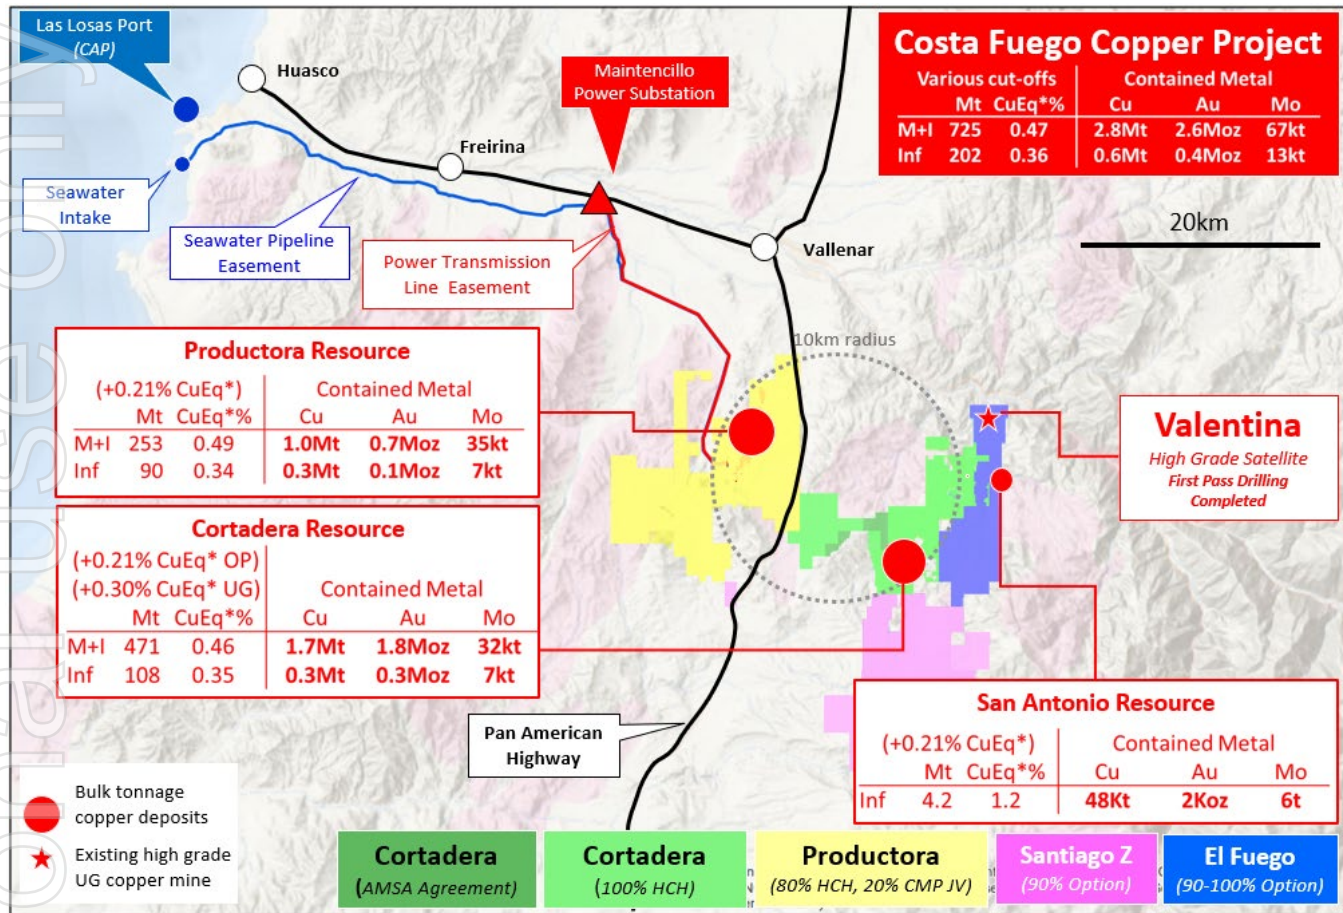 Las Losas Port
(CAP)
Huasco
Maintencillo
Power Substation
Costa Fuego Copper Project
Various cut-offs Contained Metal
Mt CuEq*% Cu Au Mo
M+I 725 0.47 2.8Mt 2.6Moz 67kt
Inf 202 0.36 0.6Mt 0.4Moz 13kt
Freirina
Seawater
Intake
Seawater Pipeline
Easement
Power Transmission
Line Easement
Vallenar
20km
10km radius
Productora Resource
(+0.21% CuEq*) Contained Metal
Mt CuEq*% Cu Au Mo
M+I 253 0.49 1.0Mt 0.7Moz 35kt
Inf 90 0.34 0.3Mt 0.1Moz 7kt
Valentina
High Grade Satellite
First Pass Drilling
Completed
Cortadera Resource
(+0.21% CuEq* OP)
(+0.30% CuEq* UG) Contained Metal
Mt CuEq*% Cu Au Mo
M+I 471 0.46 1.7Mt 1.8Moz 32kt
Inf 108 0.35 0.3Mt 0.3Moz 7kt
San Antonio Resource
(+0.21% CuEq*) Contained Metal
Mt CuEq*% Cu Au Mo
Inf 4.2 1.2 48Kt 2Koz 6t
Pan American
Highway
Bulk tonnage
copper deposits
Existing high grade
UG copper mine
Cortadera
(AMSA Agreement)
Cortadera
(100% HCH)
Productora
(80% HCH, 20% CMP JV)
Santiago Z
(90% Option)
El Fuego
(90-100% Option)
use only